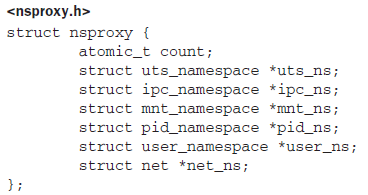 <nsproxy.h>
struct nsproxy {
        atomic_t count;
        struct uts_namespace *uts_ns;
        struct ipc_namespace *ipc_ns;
        struct mnt_namespace *mnt_ns;
        struct pid_namespace *pid_ns;
        struct user_namespace *user_ns;
        struct net *net_ns;
};